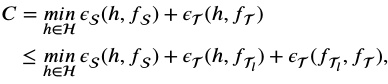 C = min_{h∈ℋ} ϵ_𝒮(h, f_𝒮) + ϵ_𝒯(h, f_𝒯)
≤ min_{h∈ℋ} ϵ_𝒮(h, f_𝒮) + ϵ_𝒯(h, f_{𝒯_l}) + ϵ_𝒯(f_{𝒯_l}, f_𝒯),